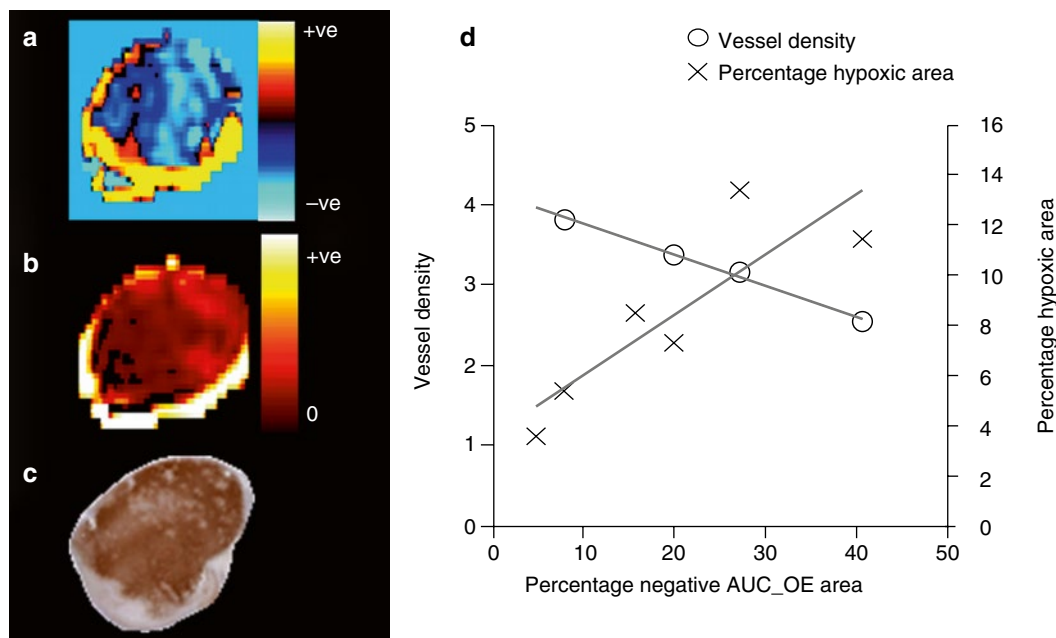 a
+ve
–ve
b
+ve
0
c
d
Vessel density
Percentage hypoxic area
5
4
3
2
1
0
Vessel density
16
14
12
10
8
6
4
2
0
Percentage hypoxic area
0
10
20
30
40
50
Percentage negative AUC_OE area